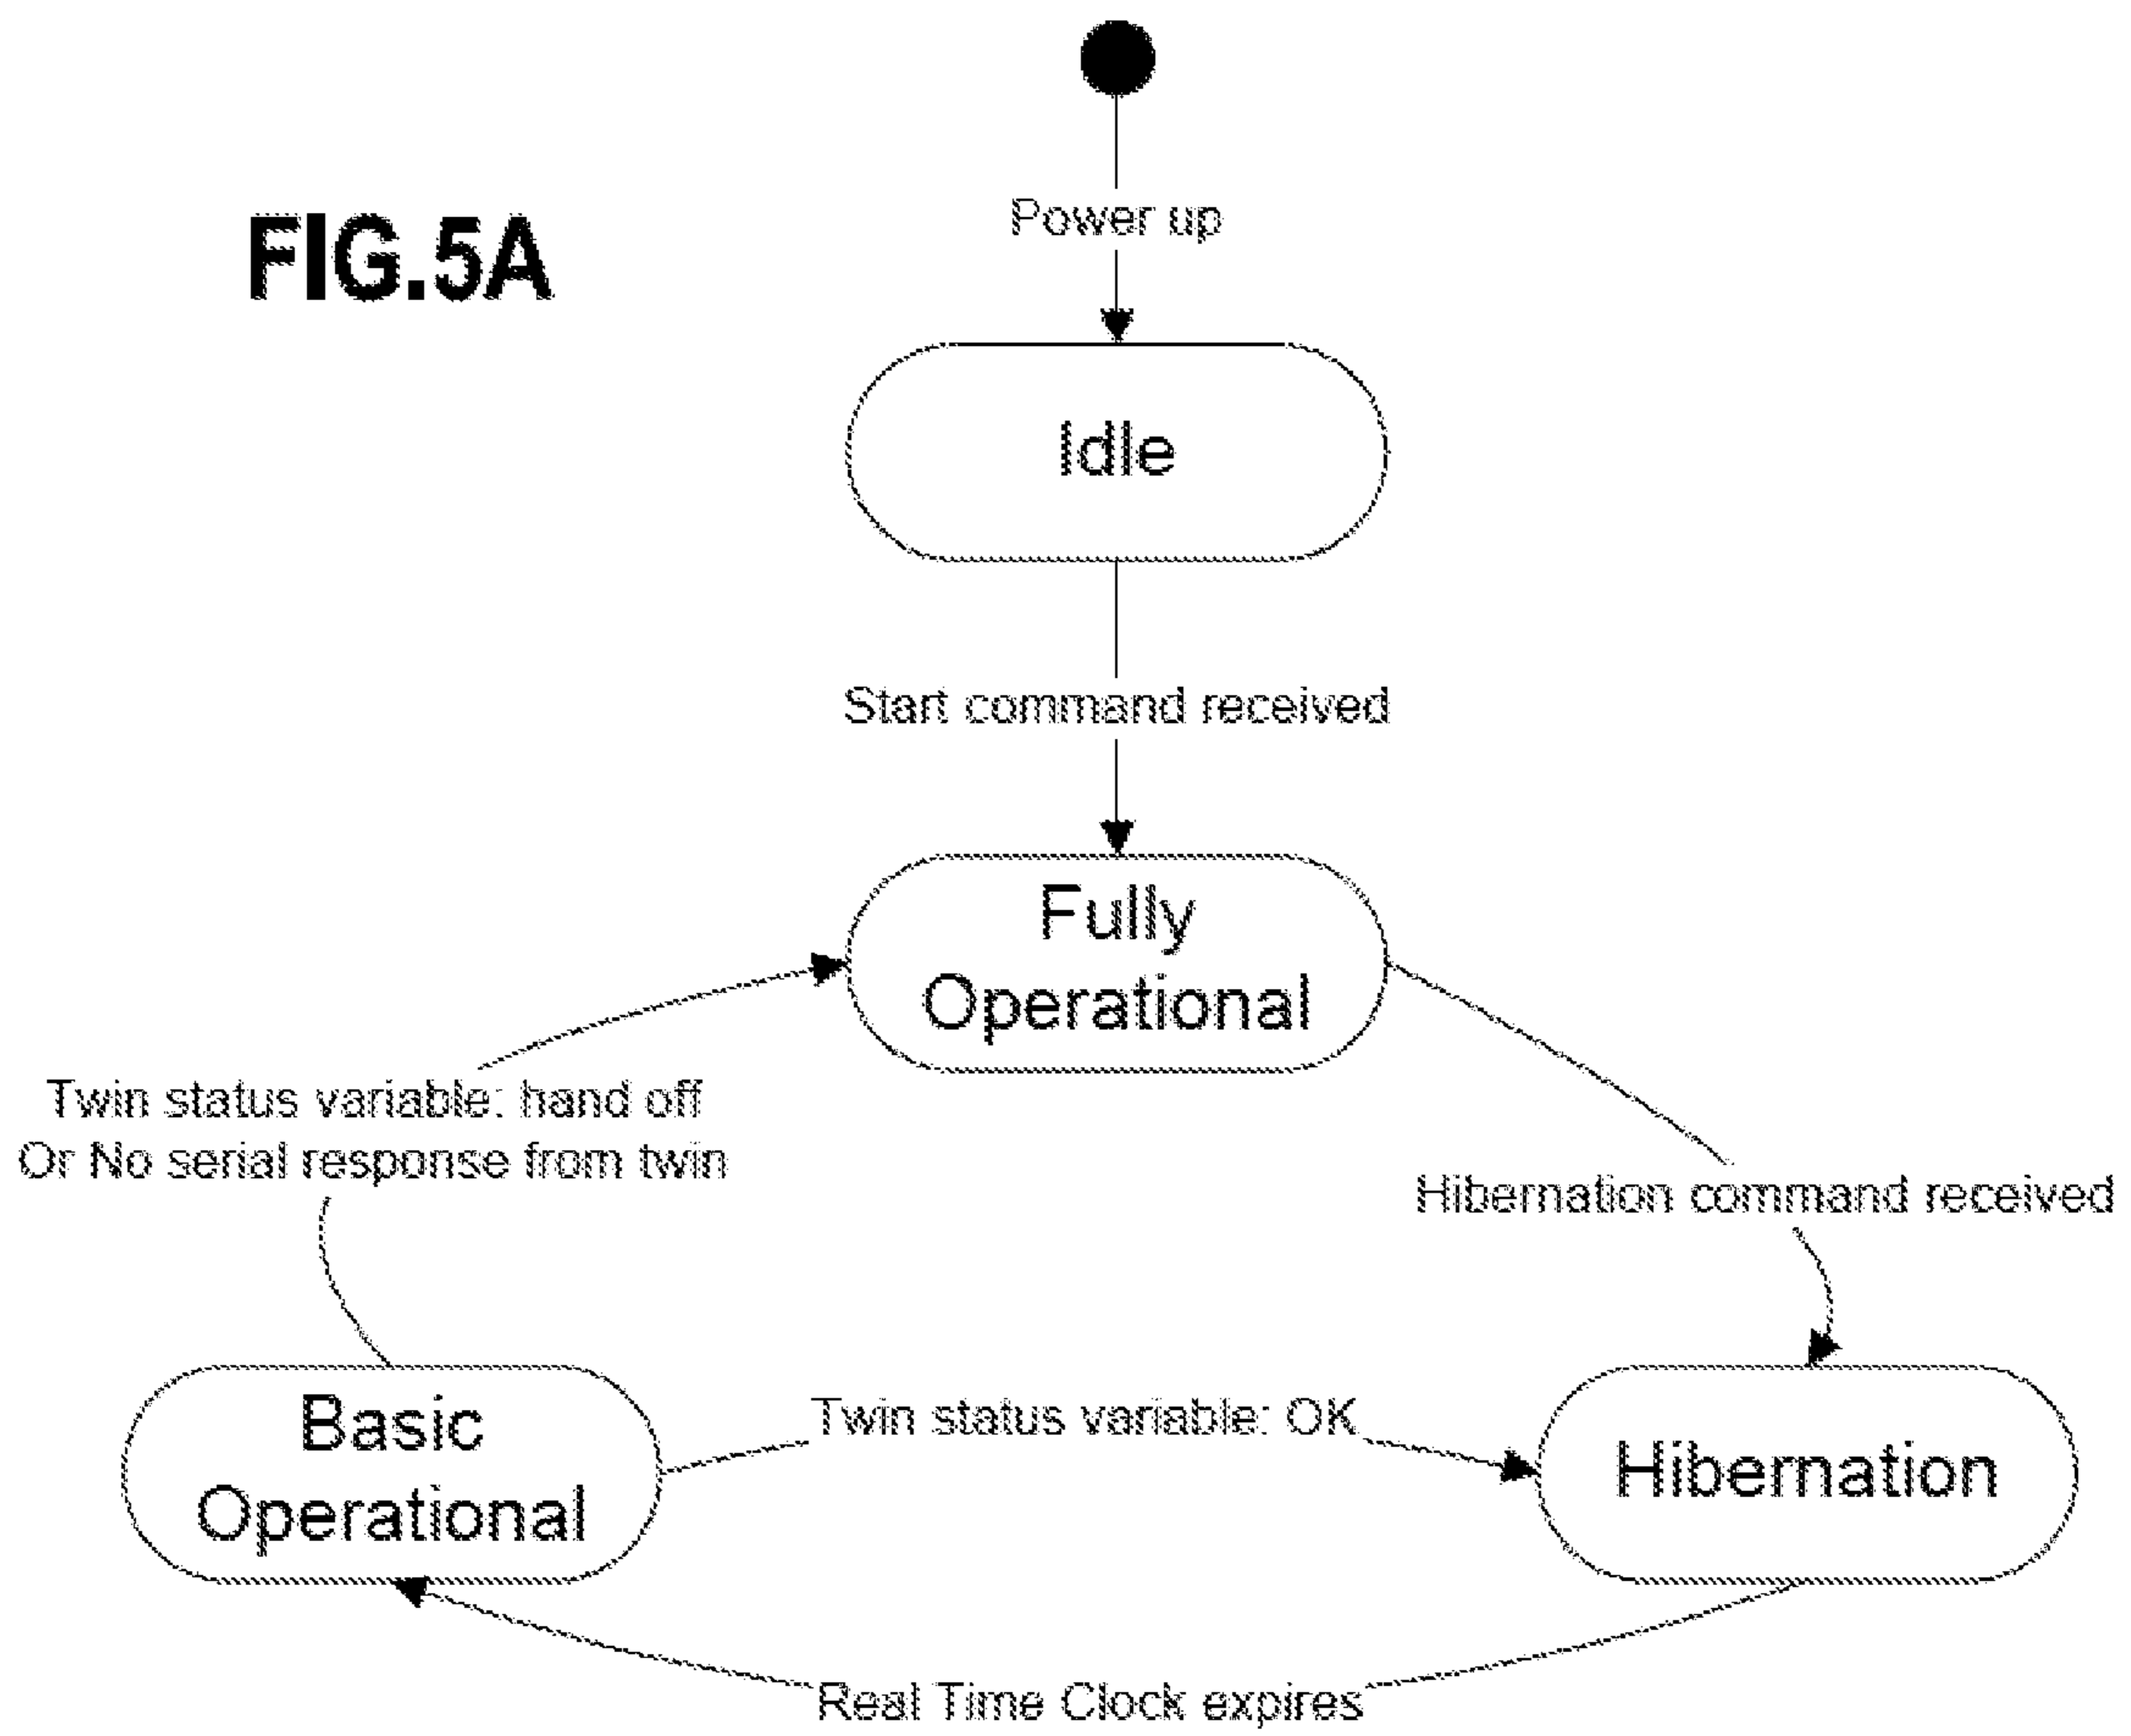 Power up
FIG.5A
Idle
Start command received
Fully
Operational
Twin status variable: hand off
Or No serial response from twin
Hibernation command received
Basic
Operational
Twin status variable: OK
Hibernation
Real Time Clock expires